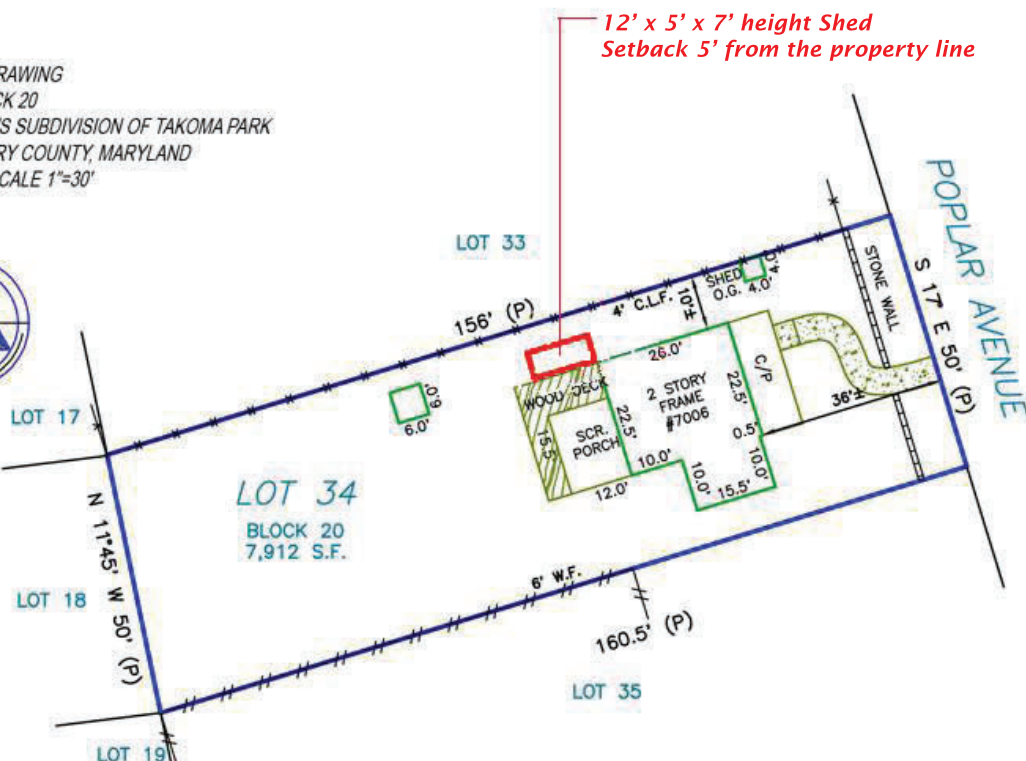 12' x 5' x 7' height Shed
Setback 5' from the property line
RAWING
CK 20
'S SUBDIVISION OF TAKOMA PARK
RY COUNTY, MARYLAND
CALE 1"=30'
POPLAR AVENUE
LOT 33
STONE WALL
S 17° E 50' (P)
SHED
O.G. 4.0'
4.0'
10'±
4' C.L.F.
156' (P)
26.0'
C/P
22.5'
2 STORY
FRAME
#7006
36'±
0.5'
WOOD DECK
6.0'
6.0'
22.5'
SCR.
PORCH
15.5
10.0'
10.0'
10.0'
15.5'
12.0'
LOT 17
LOT 34
BLOCK 20
7,912 S.F.
N 11°45' W 50' (P)
LOT 18
6' W.F.
160.5' (P)
LOT 35
LOT 19